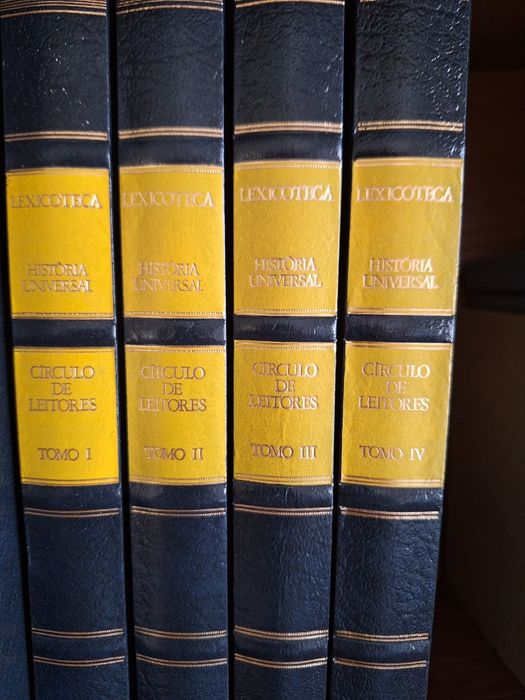 LEXICOTECA
HISTÓRIA
UNIVERSAL
CÍRCULO
DE
LEITORES
TOMO I
LEXICOTECA
HISTÓRIA
UNIVERSAL
CÍRCULO
DE
LEITORES
TOMO II
LEXICOTECA
HISTÓRIA
UNIVERSAL
CÍRCULO
DE
LEITORES
TOMO III
LEXICOTECA
HISTÓRIA
UNIVERSAL
CÍRCULO
DE
LEITORES
TOMO IV